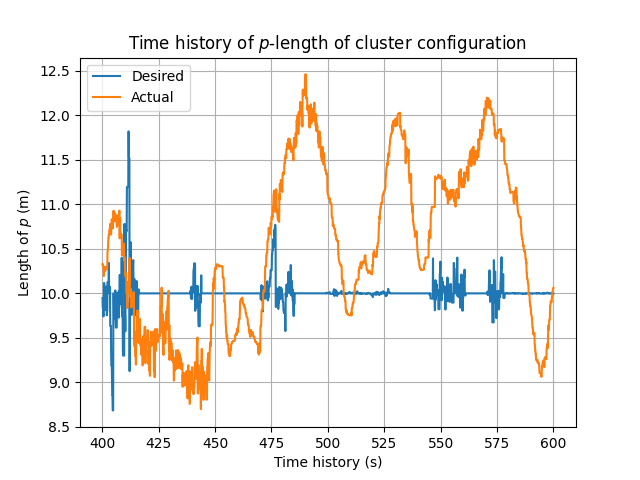 Time history of p-length of cluster configuration
Desired
Actual
12.5
12.0
11.5
11.0
10.5
10.0
9.5
9.0
8.5
Length of p (m)
400 425 450 475 500 525 550 575 600
Time history (s)